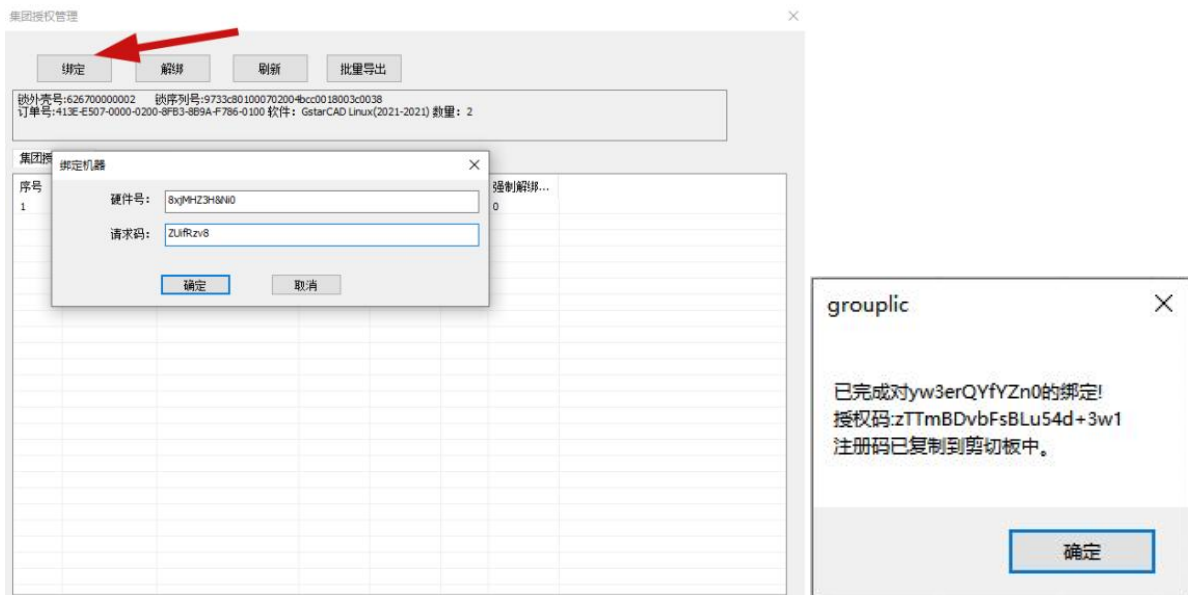 集团授权管理
绑定 解绑 刷新 批量导出
锁外壳号:626700000002 锁序列号:9733c801000702004bcc0018003c0038
订单号:413E-E507-0000-0200-8FB3-8B9A-F786-0100 软件: GstarCAD Linux(2021-2021) 数量: 2
集团授
绑定机器
序号 强制解绑...
硬件号: 8xjMHZ3H&Ni0
1 0
请求码: ZUifRzv8
确定 取消
grouplic
已完成对yw3erQYfYZn0的绑定!
授权码:zTTmBDvbFsBLu54d+3w1
注册码已复制到剪切板中。
确定